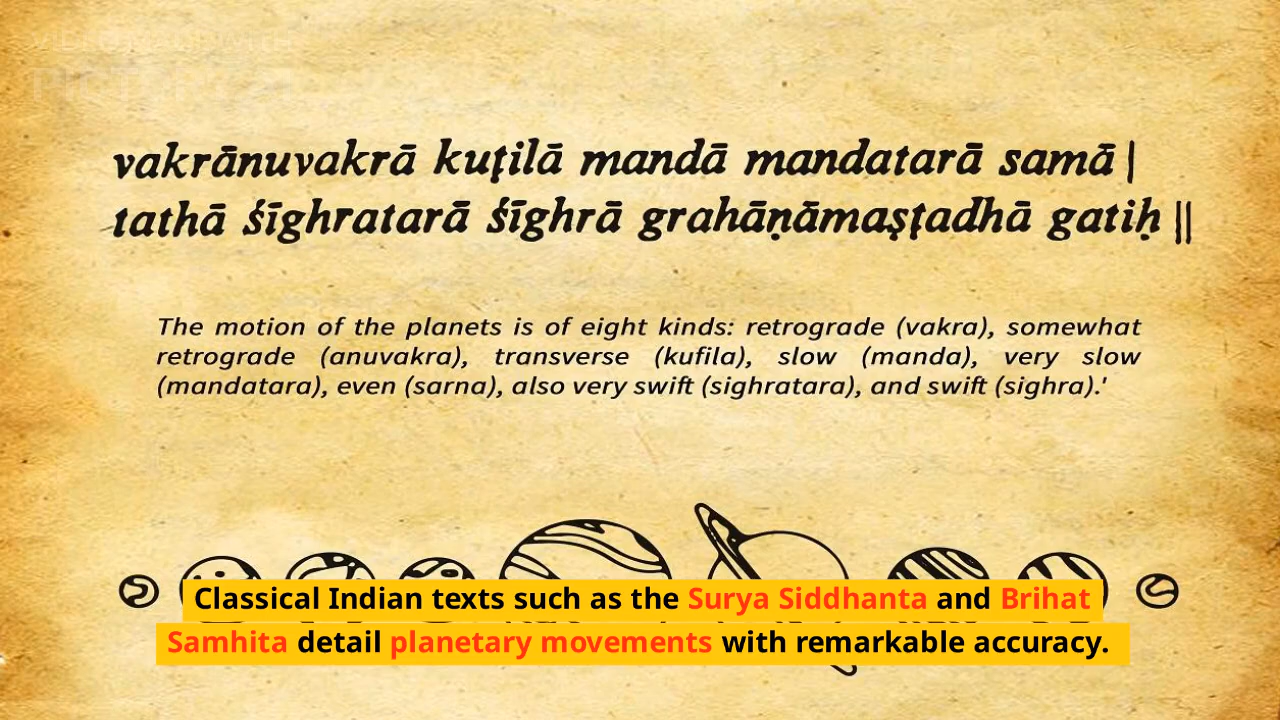 vakrānuvakrā kuṭilā mandā mandatarā samā |
tathā śīghratarā śīghrā grahāṇāmaṣṭadhā gatiḥ ||
The motion of the planets is of eight kinds: retrograde (vakra), somewhat
retrograde (anuvakra), transverse (kufila), slow (manda), very slow
(mandatara), even (sarna), also very swift (sighratara), and swift (sighra).'
Classical Indian texts such as the Surya Siddhanta and Brihat
Samhita detail planetary movements with remarkable accuracy.